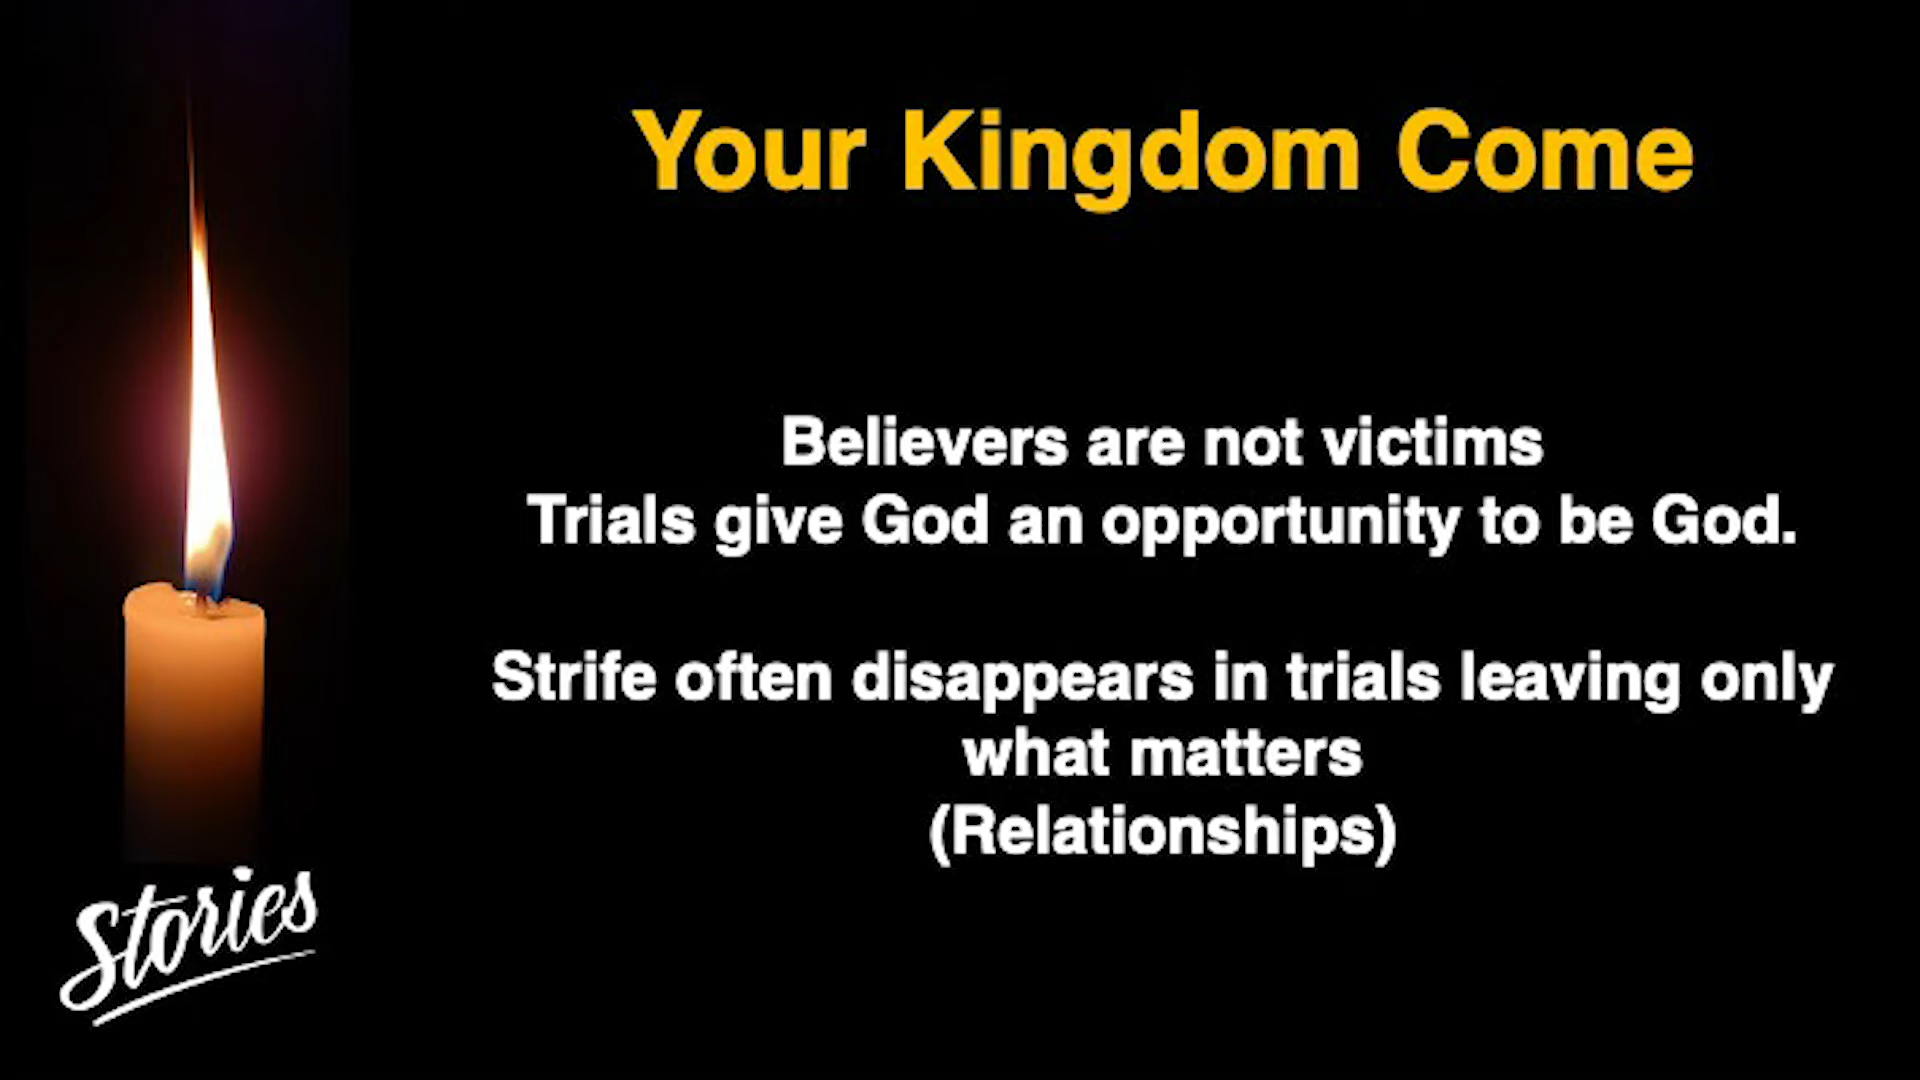 Your Kingdom Come
Believers are not victims
Trials give God an opportunity to be God.
Strife often disappears in trials leaving only
what matters
(Relationships)
Stories